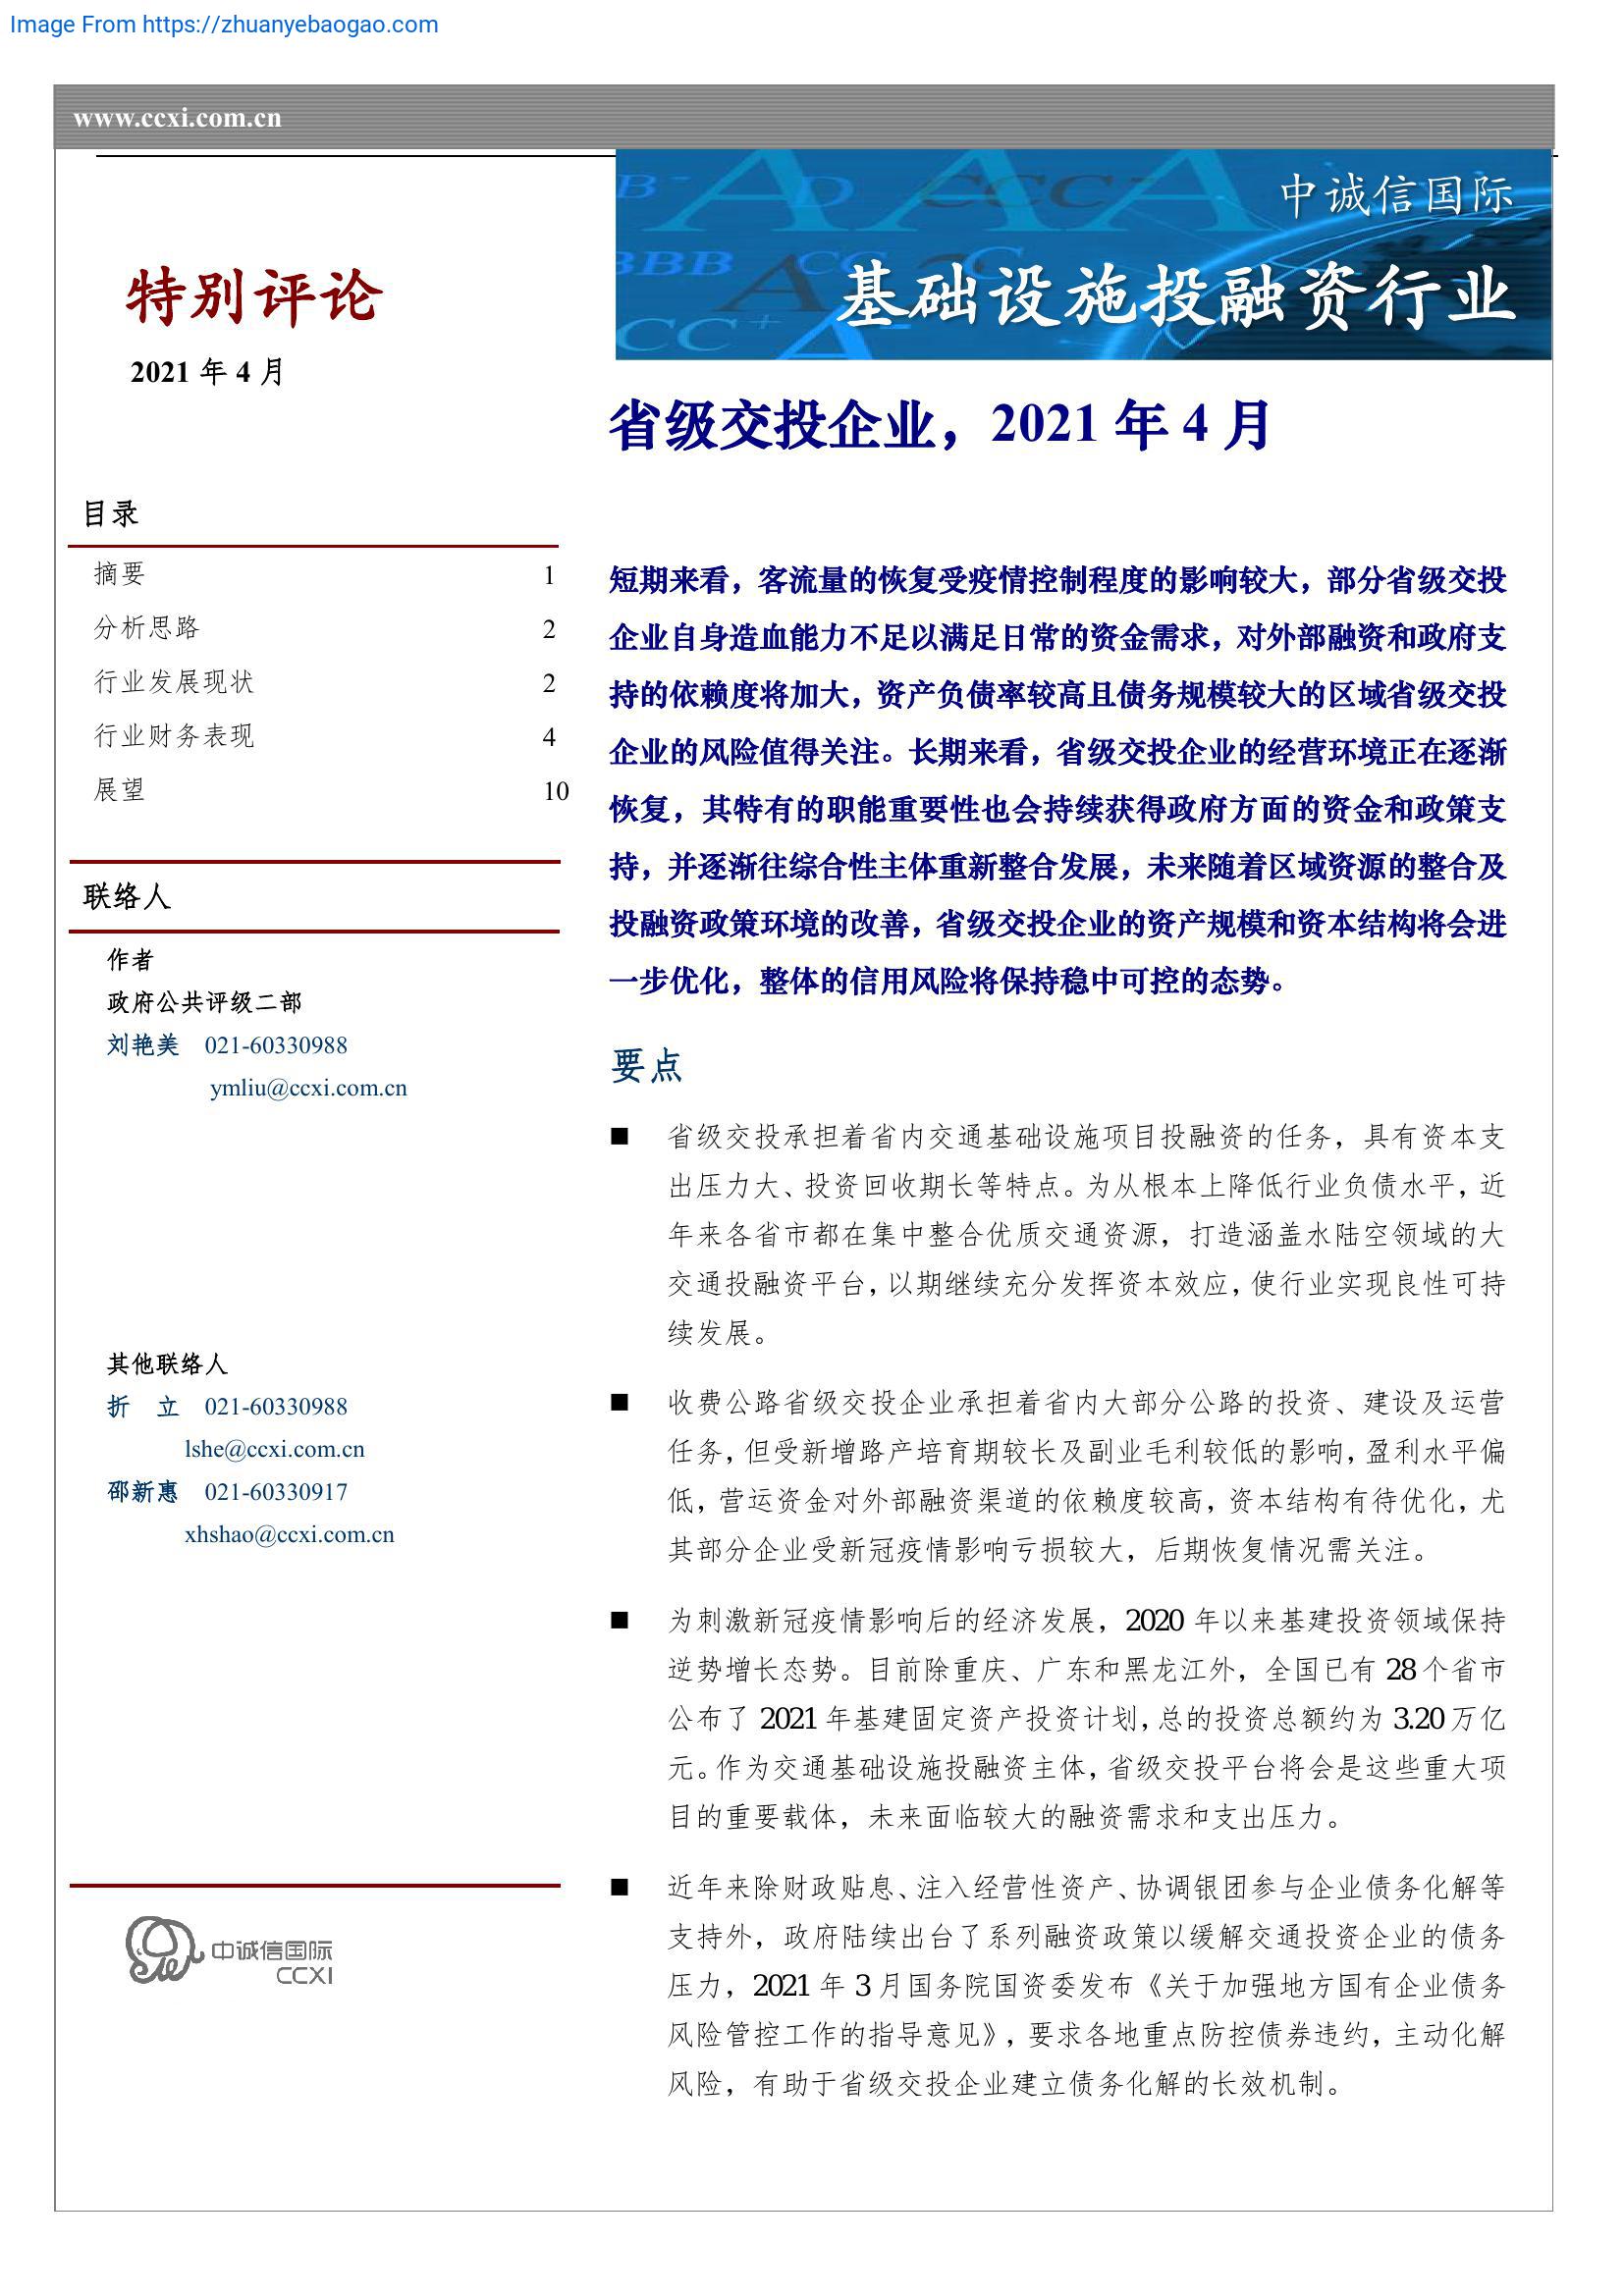 Image From https://zhuanyebaogao.com
www.ccxi.com.cn
中诚信国际
基础设施投融资行业
特别评论
2021 年 4 月
目录
摘要 1
分析思路 2
行业发展现状 2
行业财务表现 4
展望 10
联络人
作者
政府公共评级二部
刘艳美 021-60330988
ymliu@ccxi.com.cn
其他联络人
折 立 021-60330988
lshe@ccxi.com.cn
邵新惠 021-60330917
xhshao@ccxi.com.cn
中诚信国际
CCXI
省级交投企业，2021 年 4 月
短期来看，客流量的恢复受疫情控制程度的影响较大，部分省级交投
企业自身造血能力不足以满足日常的资金需求，对外部融资和政府支
持的依赖度将加大，资产负债率较高且债务规模较大的区域省级交投
企业的风险值得关注。长期来看，省级交投企业的经营环境正在逐渐
恢复，其特有的职能重要性也会持续获得政府方面的资金和政策支
持，并逐渐往综合性主体重新整合发展，未来随着区域资源的整合及
投融资政策环境的改善，省级交投企业的资产规模和资本结构将会进
一步优化，整体的信用风险将保持稳中可控的态势。
要点
■ 省级交投承担着省内交通基础设施项目投融资的任务，具有资本支
出压力大、投资回收期长等特点。为从根本上降低行业负债水平，近
年来各省市都在集中整合优质交通资源，打造涵盖水陆空领域的大
交通投融资平台，以期继续充分发挥资本效应，使行业实现良性可持
续发展。
■ 收费公路省级交投企业承担着省内大部分公路的投资、建设及运营
任务，但受新增路产培育期较长及副业毛利较低的影响，盈利水平偏
低，营运资金对外部融资渠道的依赖度较高，资本结构有待优化，尤
其部分企业受新冠疫情影响亏损较大，后期恢复情况需关注。
■ 为刺激新冠疫情影响后的经济发展，2020 年以来基建投资领域保持
逆势增长态势。目前除重庆、广东和黑龙江外，全国已有 28 个省市
公布了 2021 年基建固定资产投资计划，总的投资总额约为 3.20 万亿
元。作为交通基础设施投融资主体，省级交投平台将会是这些重大项
目的重要载体，未来面临较大的融资需求和支出压力。
■ 近年来除财政贴息、注入经营性资产、协调银团参与企业债务化解等
支持外，政府陆续出台了系列融资政策以缓解交通投资企业的债务
压力，2021 年 3 月国务院国资委发布《关于加强地方国有企业债务
风险管控工作的指导意见》，要求各地重点防控债券违约，主动化解
风险，有助于省级交投企业建立债务化解的长效机制。